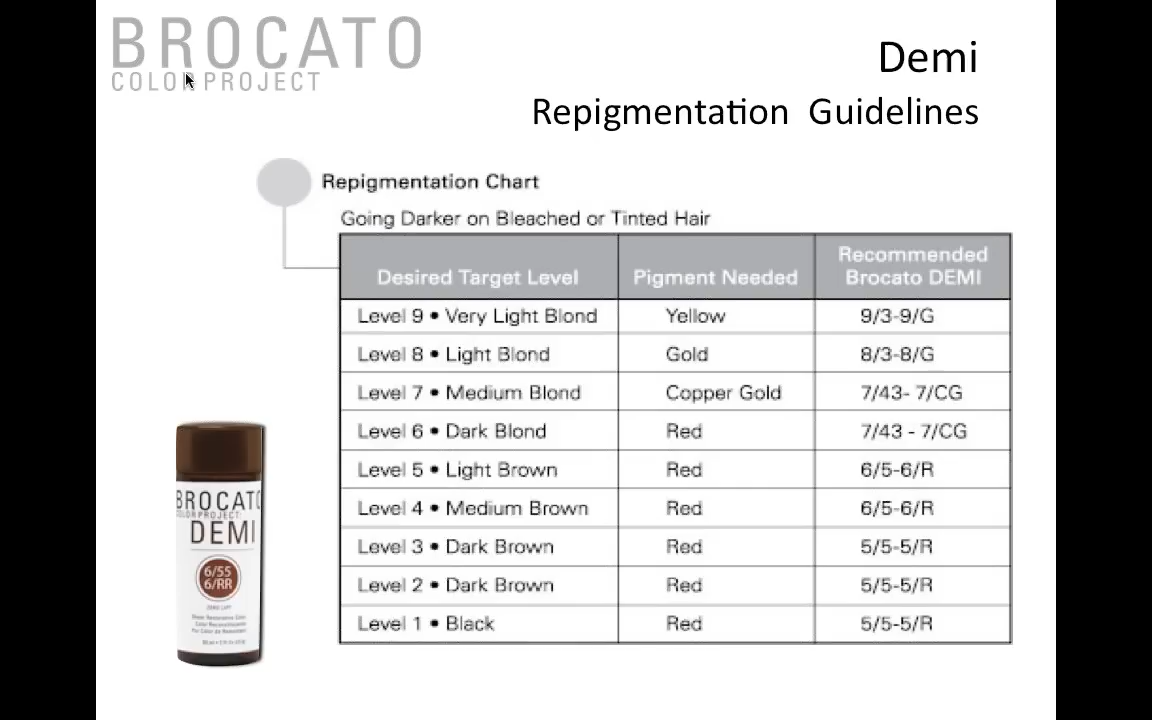 BROCATO
COLOR PROJECT
Demi
Repigmentation Guidelines
Repigmentation Chart
Going Darker on Bleached or Tinted Hair
Desired Target Level Pigment Needed Recommended Brocato DEMI
Level 9 • Very Light Blond Yellow 9/3-9/G
Level 8 • Light Blond Gold 8/3-8/G
Level 7 • Medium Blond Copper Gold 7/43- 7/CG
Level 6 • Dark Blond Red 7/43 - 7/CG
Level 5 • Light Brown Red 6/5-6/R
Level 4 • Medium Brown Red 6/5-6/R
Level 3 • Dark Brown Red 5/5-5/R
Level 2 • Dark Brown Red 5/5-5/R
Level 1 • Black Red 5/5-5/R
BROCATO
COLOR PROJECT
DEMI
6/55
6/RR
ZERO LIFT